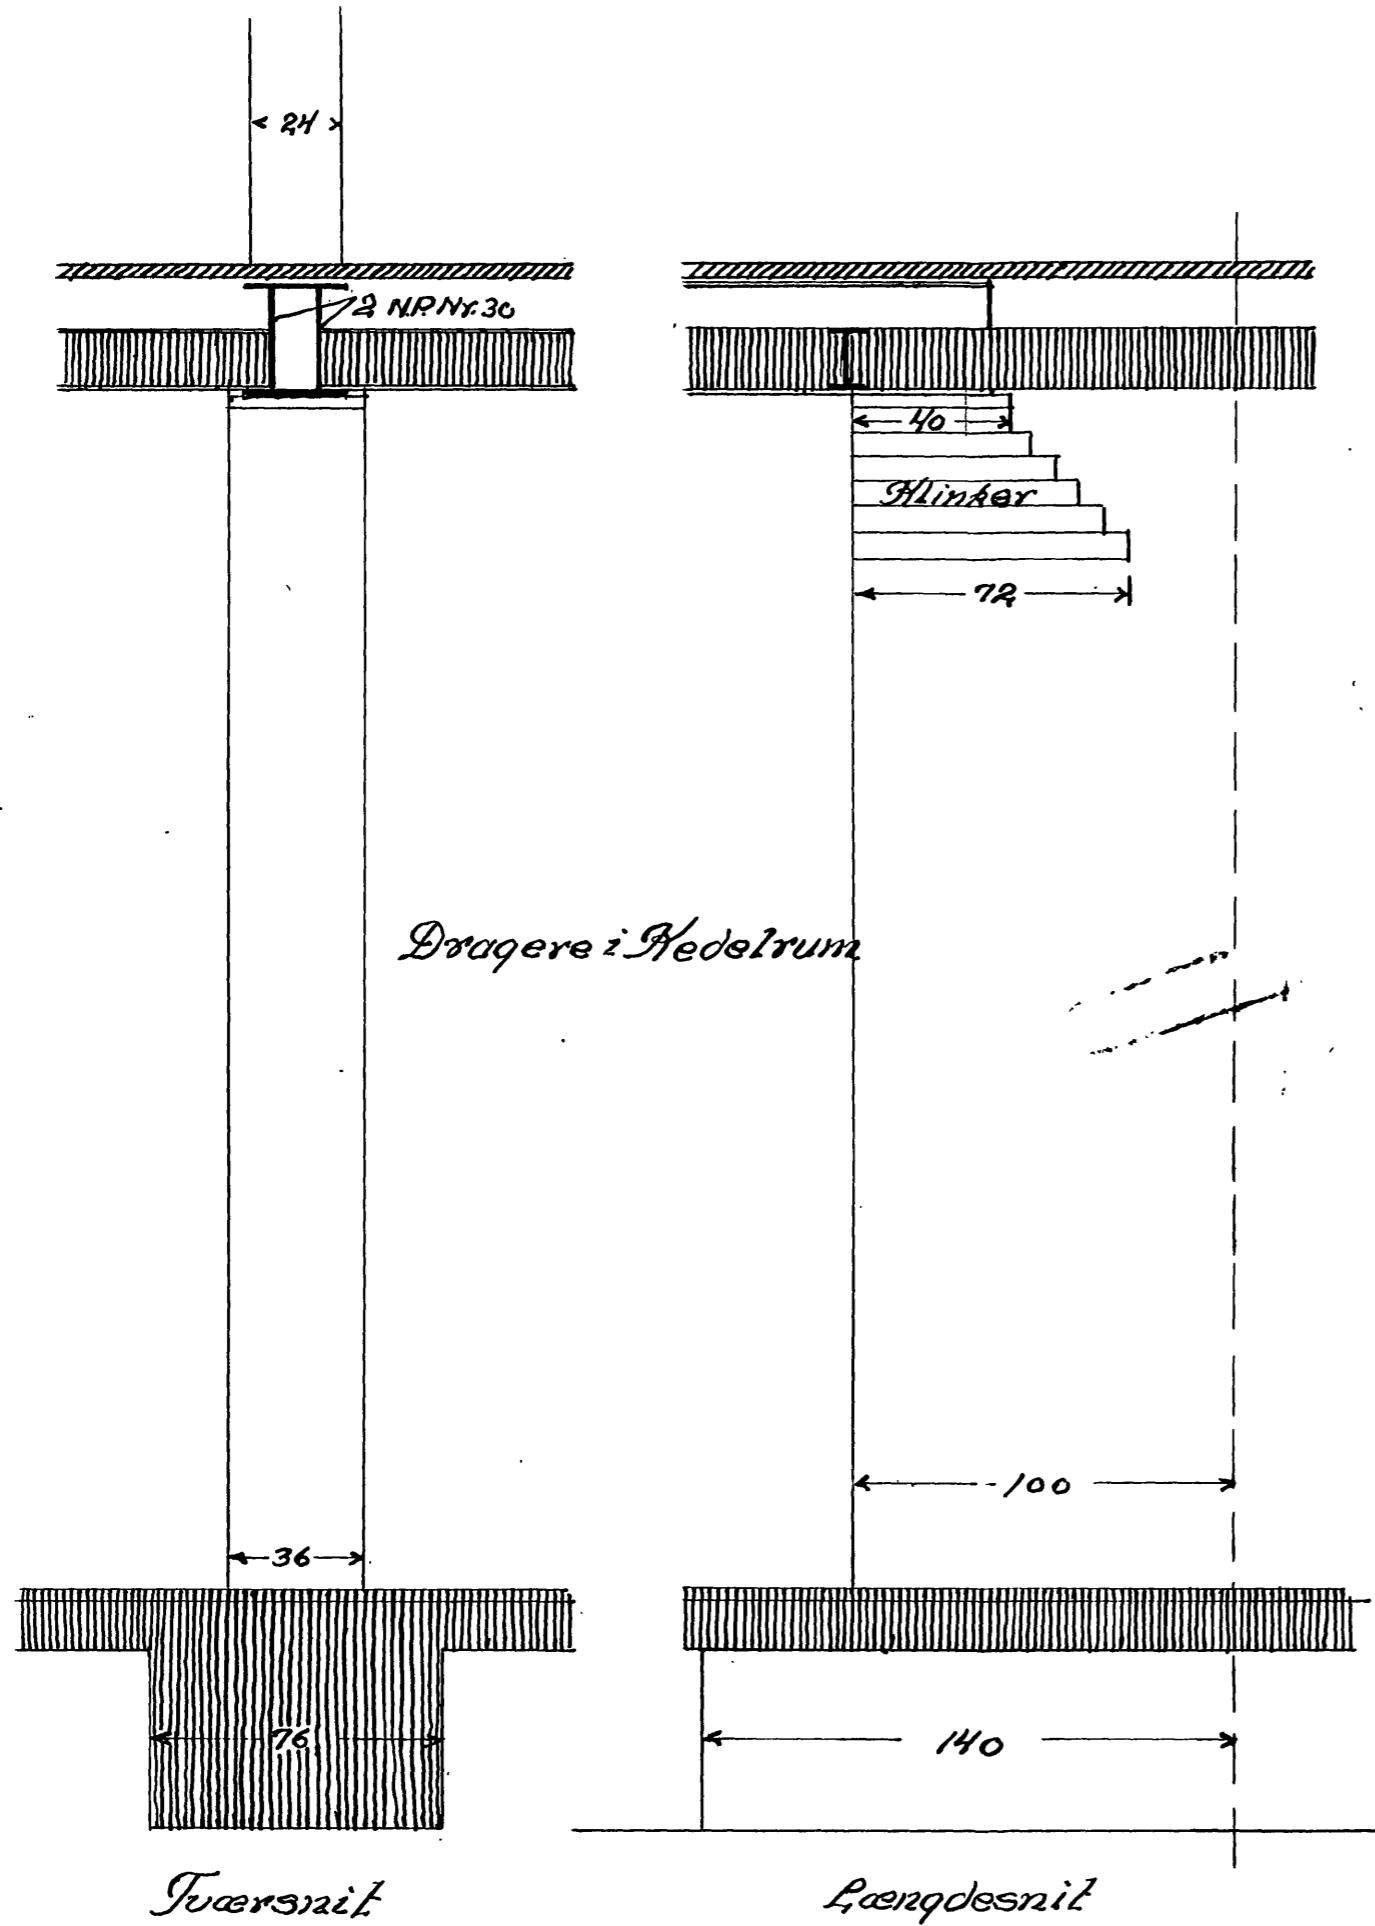 24
2 N.P. Nr. 30
40
Klinker
72
Dragere i Kedelrum
100
36
76
140
Tværsnit
Længdesnit